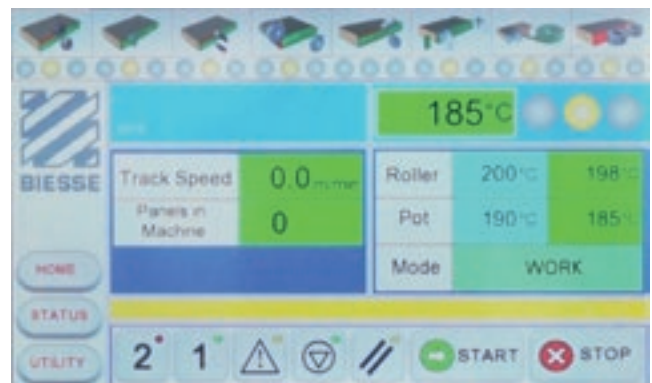 185°C
BIESSE
Track Speed 0.0 m/min
Panels in
Machine 0
Roller 200°C 198°C
Pot 190°C 185°C
Mode WORK
HOME
STATUS
UTILITY
2 1 START STOP